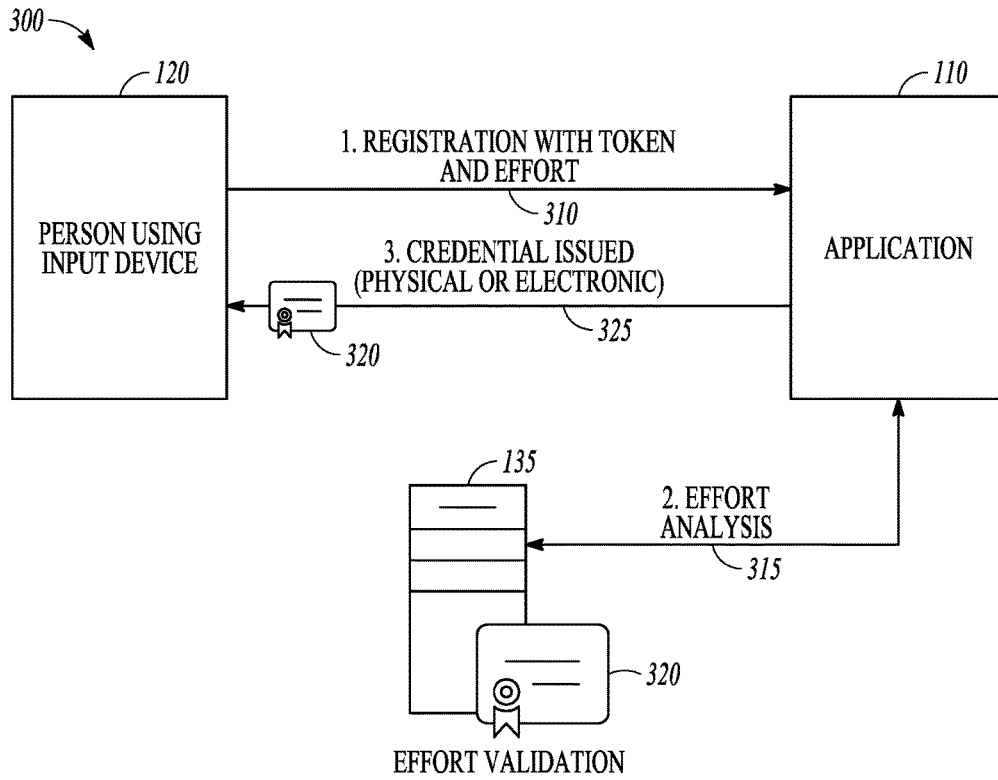 300
120
110
1. REGISTRATION WITH TOKEN
AND EFFORT
310
PERSON USING
INPUT DEVICE
3. CREDENTIAL ISSUED
(PHYSICAL OR ELECTRONIC)
APPLICATION
320
325
135
2. EFFORT
ANALYSIS
315
320
EFFORT VALIDATION